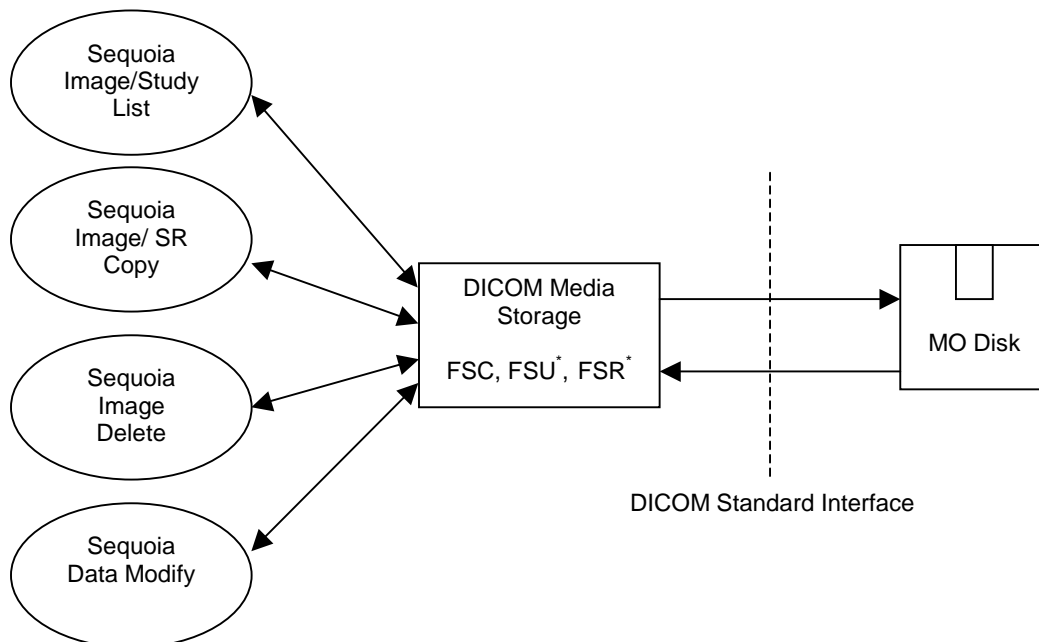 Sequoia
Image/Study
List
Sequoia
Image/ SR
Copy
Sequoia
Image
Delete
Sequoia
Data Modify
DICOM Media
Storage
FSC, FSU*, FSR*
MO Disk
DICOM Standard Interface